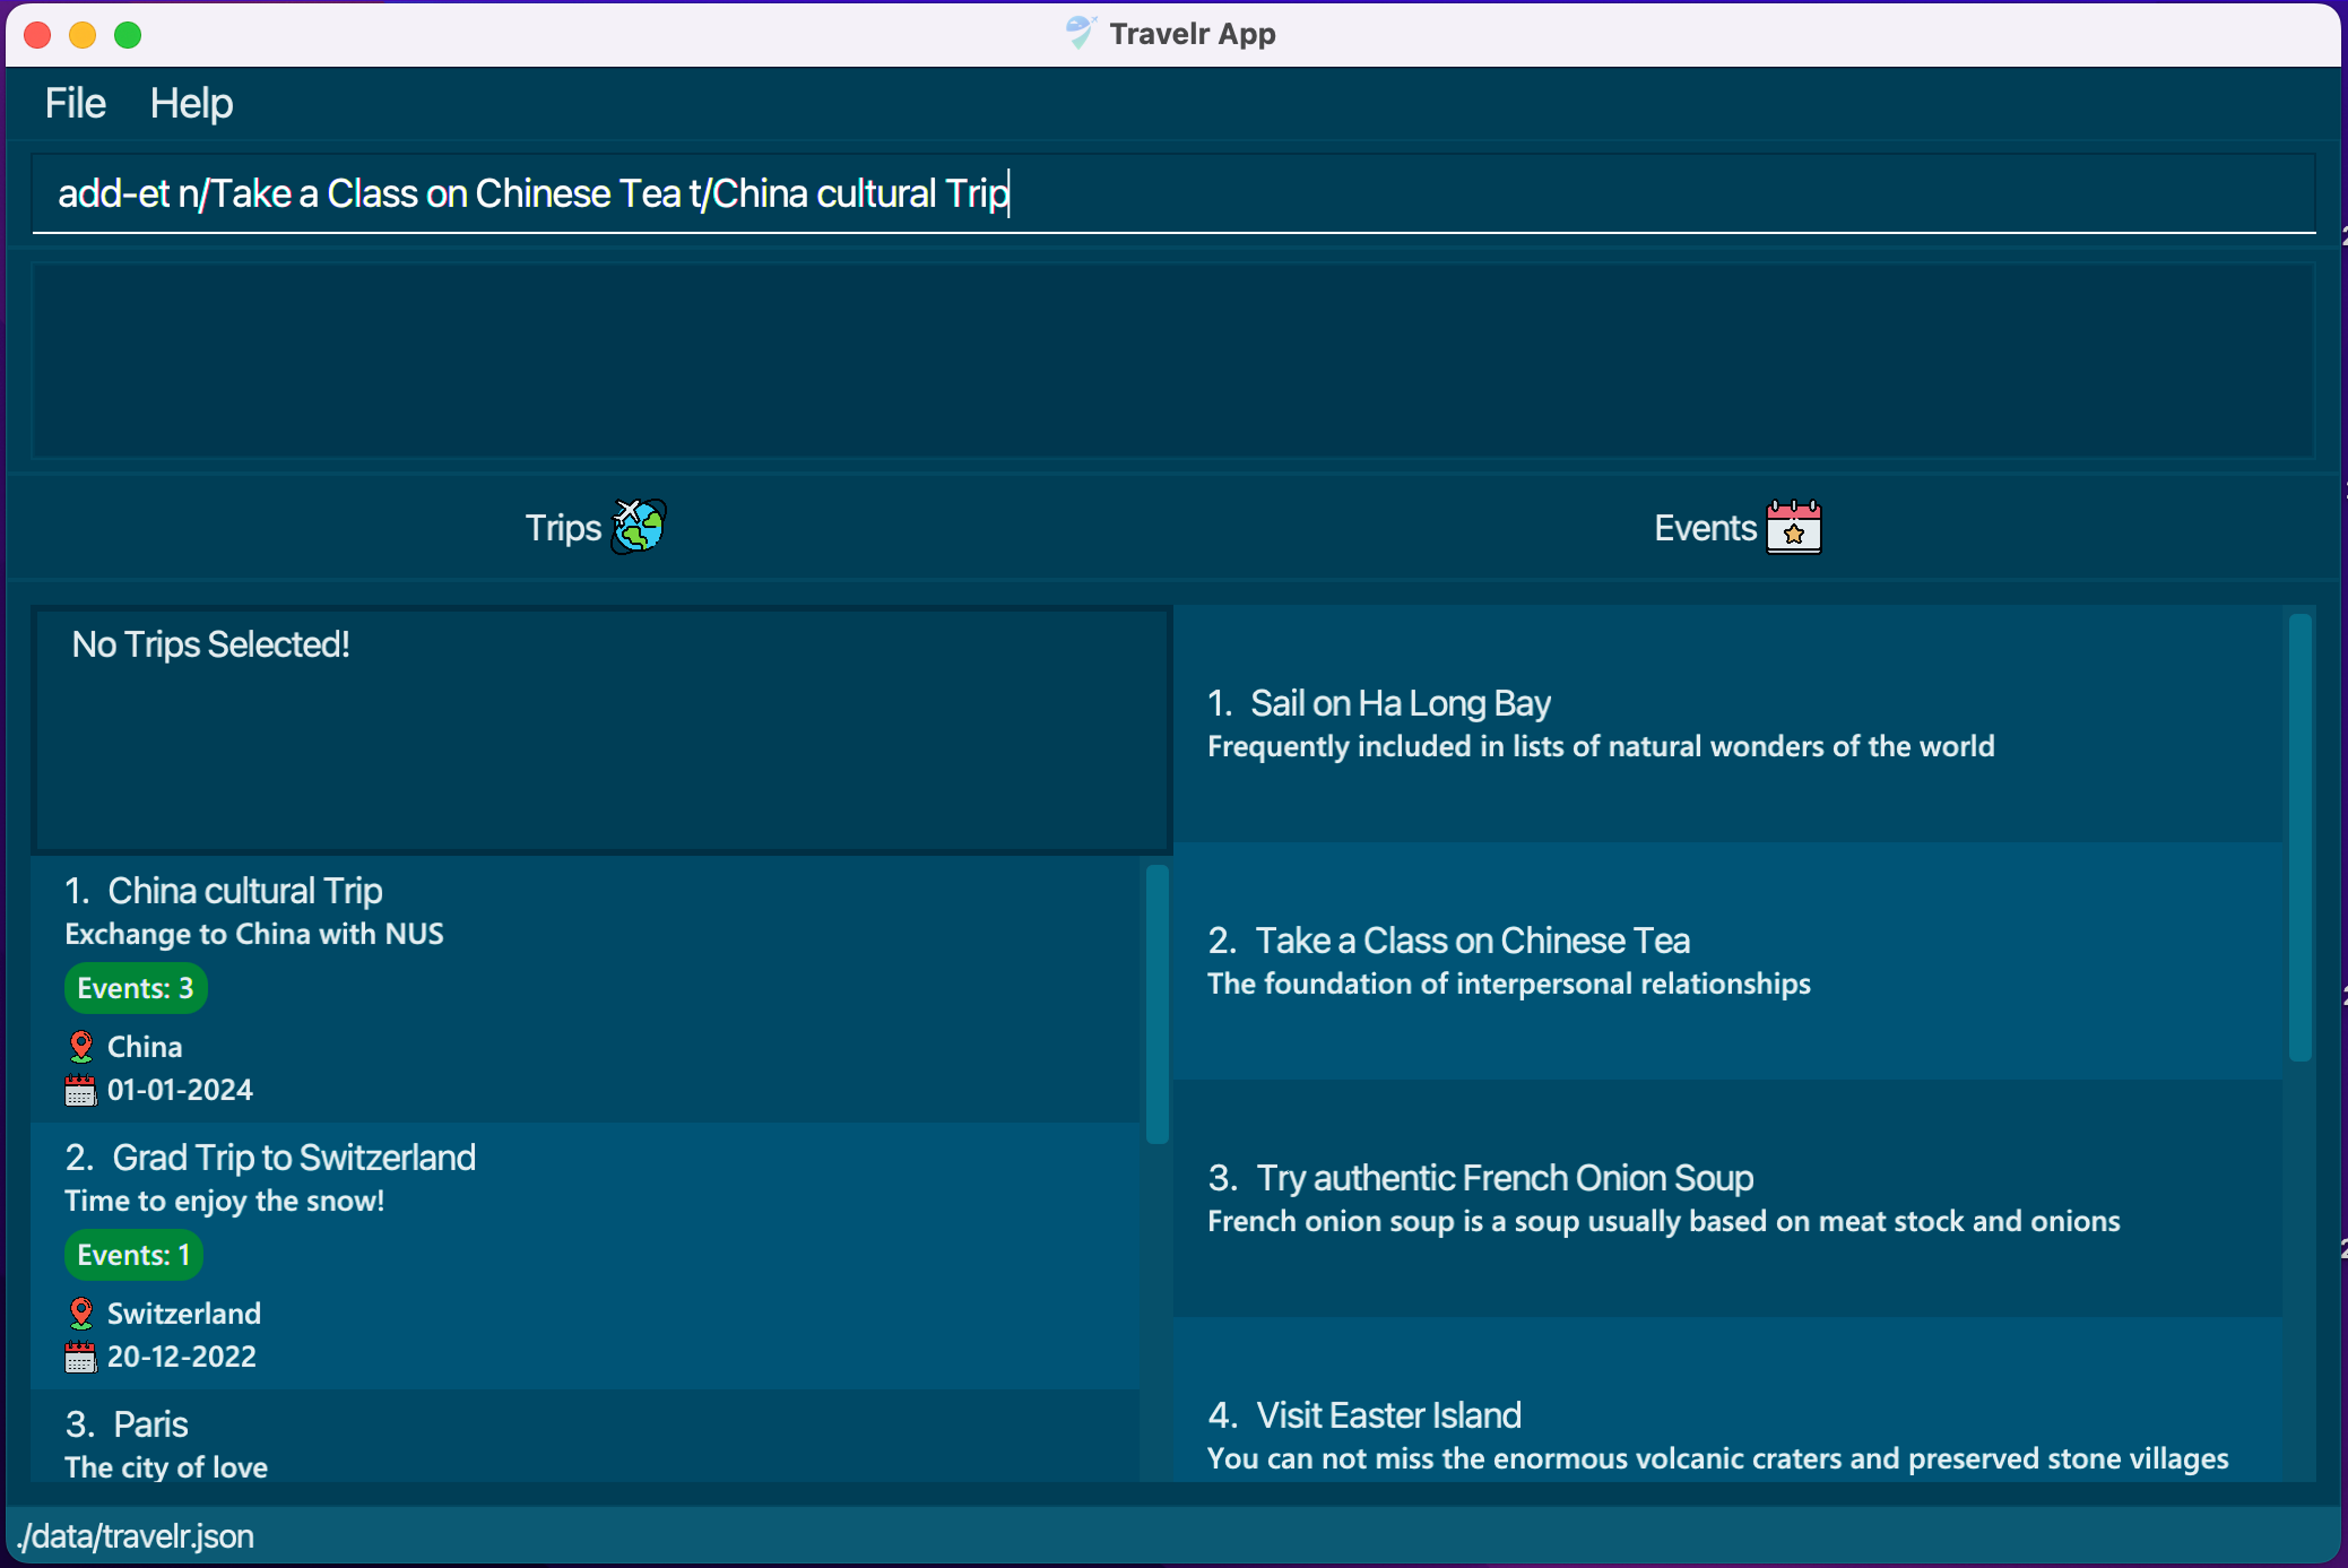 Travelr App
File Help
add-et n/Take a Class on Chinese Tea t/China cultural Trip
Trips
Events
No Trips Selected!
1. China cultural Trip
Exchange to China with NUS
Events: 3
China
01-01-2024
2. Grad Trip to Switzerland
Time to enjoy the snow!
Events: 1
Switzerland
20-12-2022
3. Paris
The city of love
1. Sail on Ha Long Bay
Frequently included in lists of natural wonders of the world
2. Take a Class on Chinese Tea
The foundation of interpersonal relationships
3. Try authentic French Onion Soup
French onion soup is a soup usually based on meat stock and onions
4. Visit Easter Island
You can not miss the enormous volcanic craters and preserved stone villages
./data/travelr.json